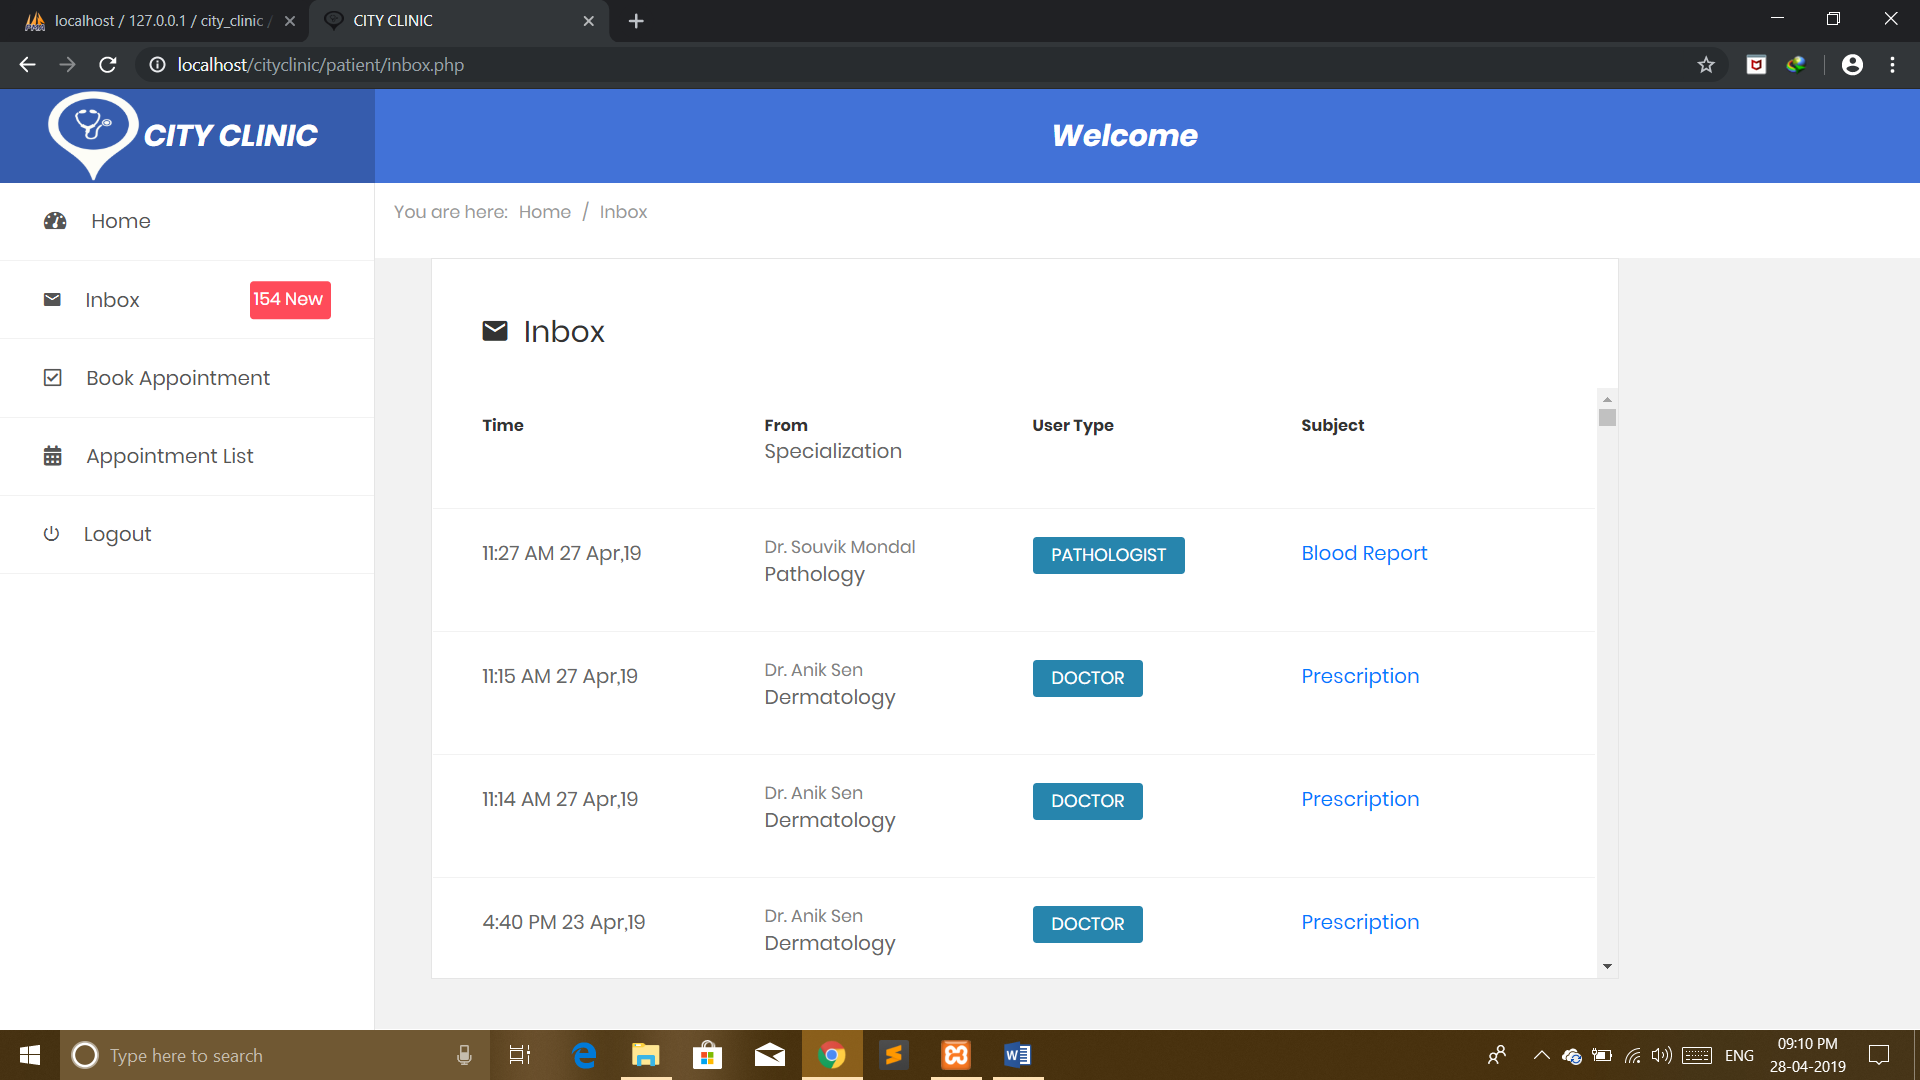 localhost / 127.0.0.1 / city_clinic /
CITY CLINIC
localhost/cityclinic/patient/inbox.php
CITY CLINIC
Welcome
You are here: Home / Inbox
Home
Inbox
154 New
Book Appointment
Appointment List
Logout
Inbox
Time From User Type Subject
Specialization
11:27 AM 27 Apr,19 Dr. Souvik Mondal PATHOLOGIST Blood Report
Pathology
11:15 AM 27 Apr,19 Dr. Anik Sen DOCTOR Prescription
Dermatology
11:14 AM 27 Apr,19 Dr. Anik Sen DOCTOR Prescription
Dermatology
4:40 PM 23 Apr,19 Dr. Anik Sen DOCTOR Prescription
Dermatology
Type here to search
ENG
09:10 PM
28-04-2019